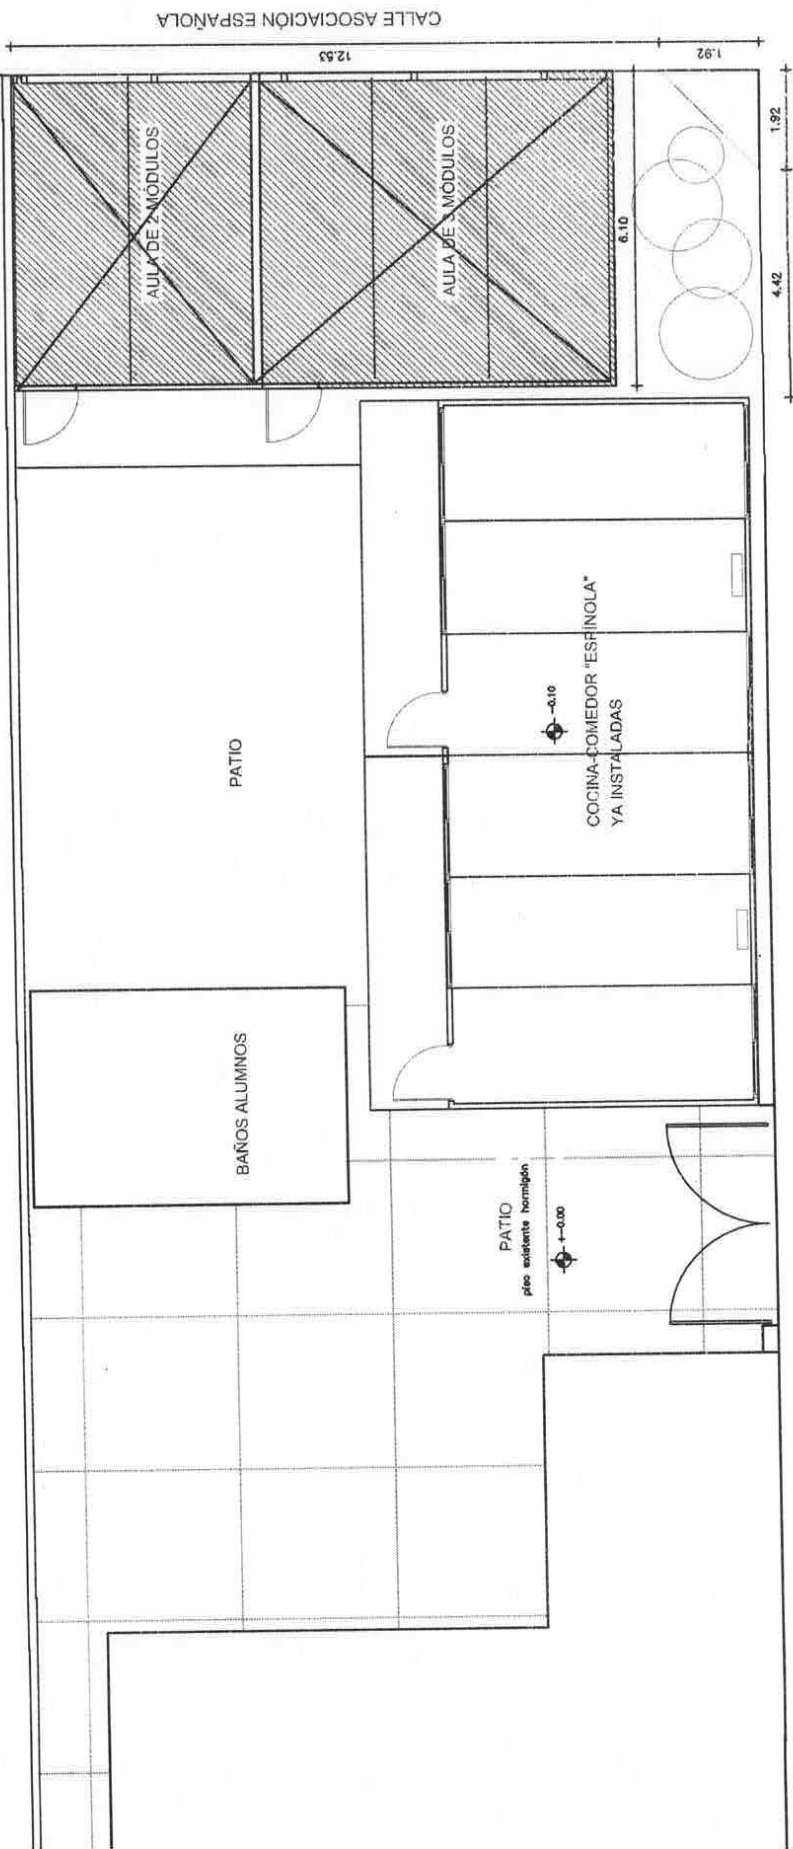 CALLE ASOCIACIÓN ESPAÑOLA
12.53
1.92
1.92
4.42
6.10
AULA DE 2 MÓDULOS
AULA DE 3 MÓDULOS
PATIO
COCINA-COMEDOR "ESPÍNOLA"
YA INSTALADAS
-0.10
BAÑOS ALUMNOS
PATIO
piso existente hormigón
+-0.00